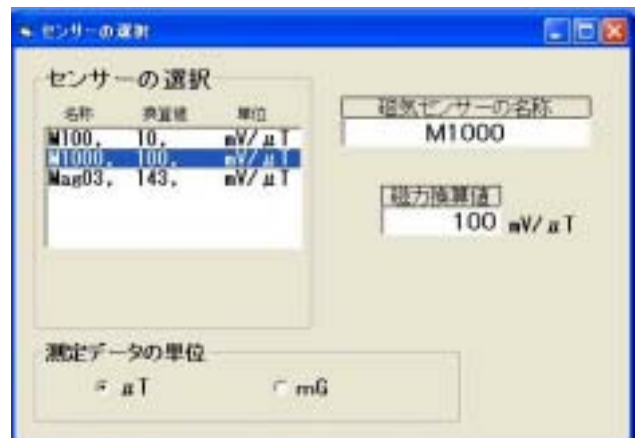 センサーの選択
センサーの選択
名称 換算値 単位
M100, 10, mV/μT
M1000, 100, mV/μT
Mag03, 143, mV/μT
磁気センサーの名称
M1000
磁力換算値
100 mV/μT
測定データの単位
μT mG